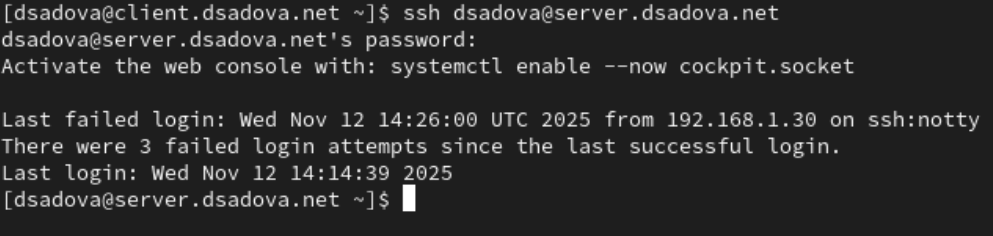 [dsadova@client.dsadova.net ~]$ ssh dsadova@server.dsadova.net
dsadova@server.dsadova.net's password:
Activate the web console with: systemctl enable --now cockpit.socket

Last failed login: Wed Nov 12 14:26:00 UTC 2025 from 192.168.1.30 on ssh:notty
There were 3 failed login attempts since the last successful login.
Last login: Wed Nov 12 14:14:39 2025
[dsadova@server.dsadova.net ~]$